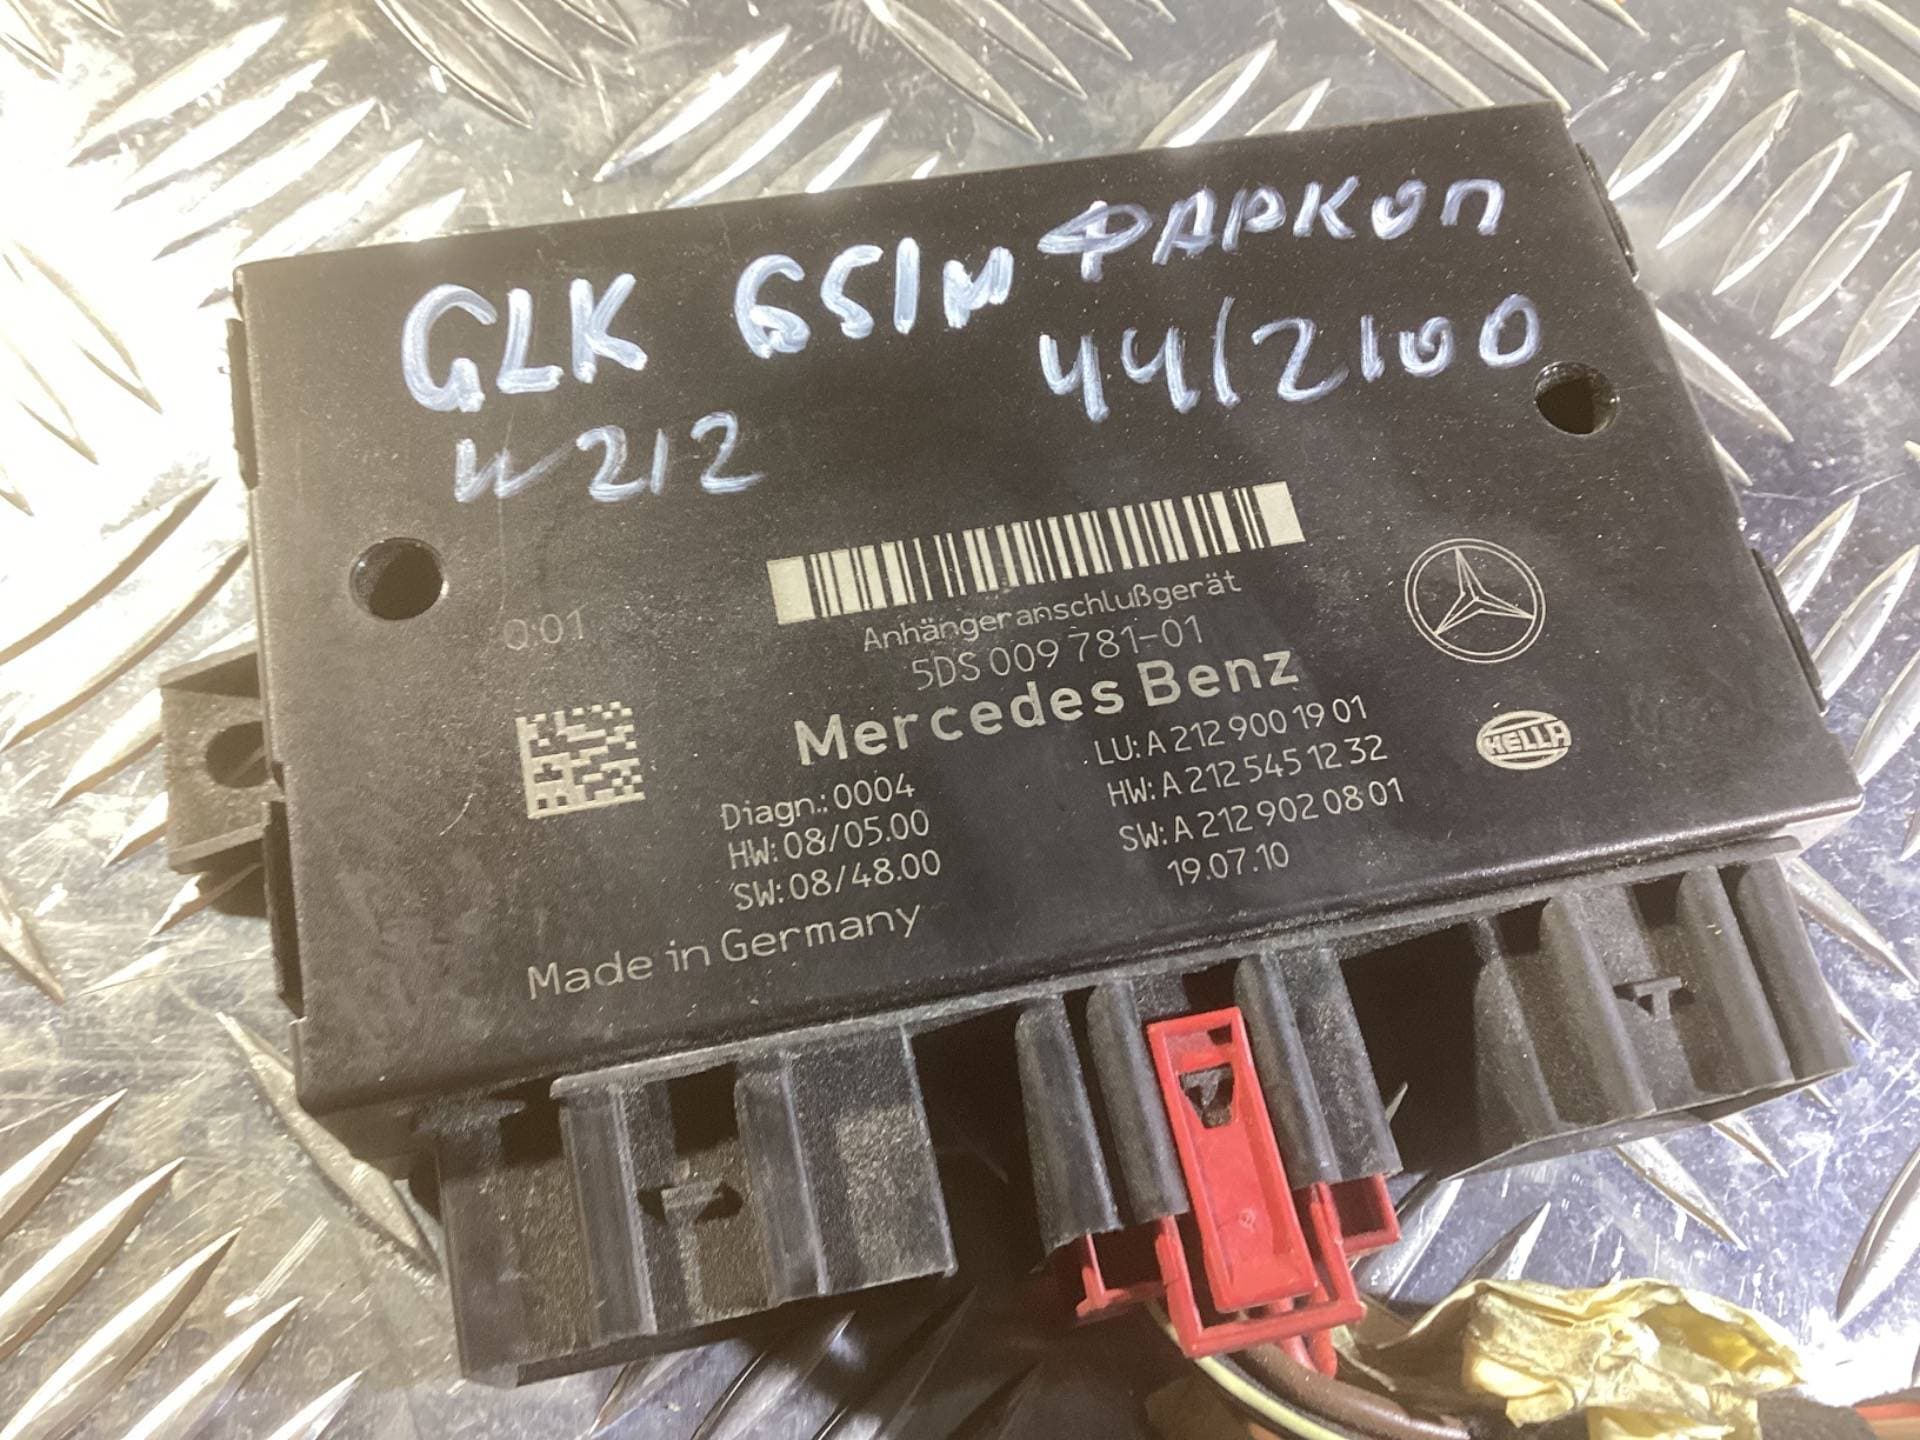 GLK 651м ФАРКОП
W212 44/2100
Anhängeranschlußgerät
0:01 5DS 009 781-01
Mercedes Benz
Diagn.: 0004 LU: A 212 900 19 01
HW: 08/05.00 HW: A 212 545 12 32
SW: 08/48.00 SW: A 212 902 08 01
19.07.10
Made in Germany
HELLA